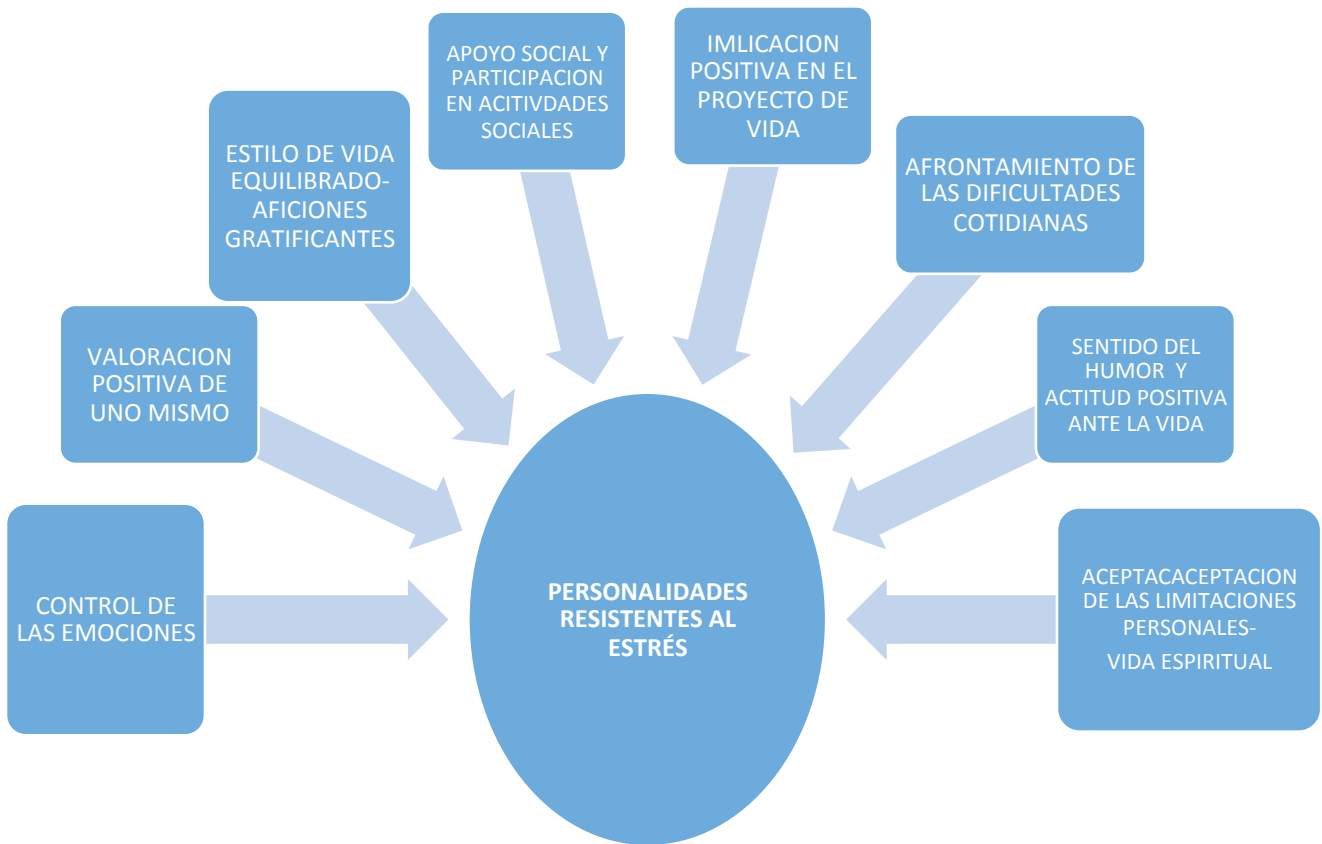 CONTROL DE
LAS EMOCIONES
VALORACION
POSITIVA DE
UNO MISMO
ESTILO DE VIDA
EQUILIBRADO-
AFICIONES
GRATIFICANTES
APOYO SOCIAL Y
PARTICIPACION
EN ACITIVDADES
SOCIALES
IMLICACION
POSITIVA EN EL
PROYECTO DE
VIDA
AFRONTAMIENTO DE
LAS DIFICULTADES
COTIDIANAS
SENTIDO DEL
HUMOR Y
ACTITUD POSITIVA
ANTE LA VIDA
ACEPTACACEPTACION
DE LAS LIMITACIONES
PERSONALES-
VIDA ESPIRITUAL
PERSONALIDADES
RESISTENTES AL
ESTRÉS